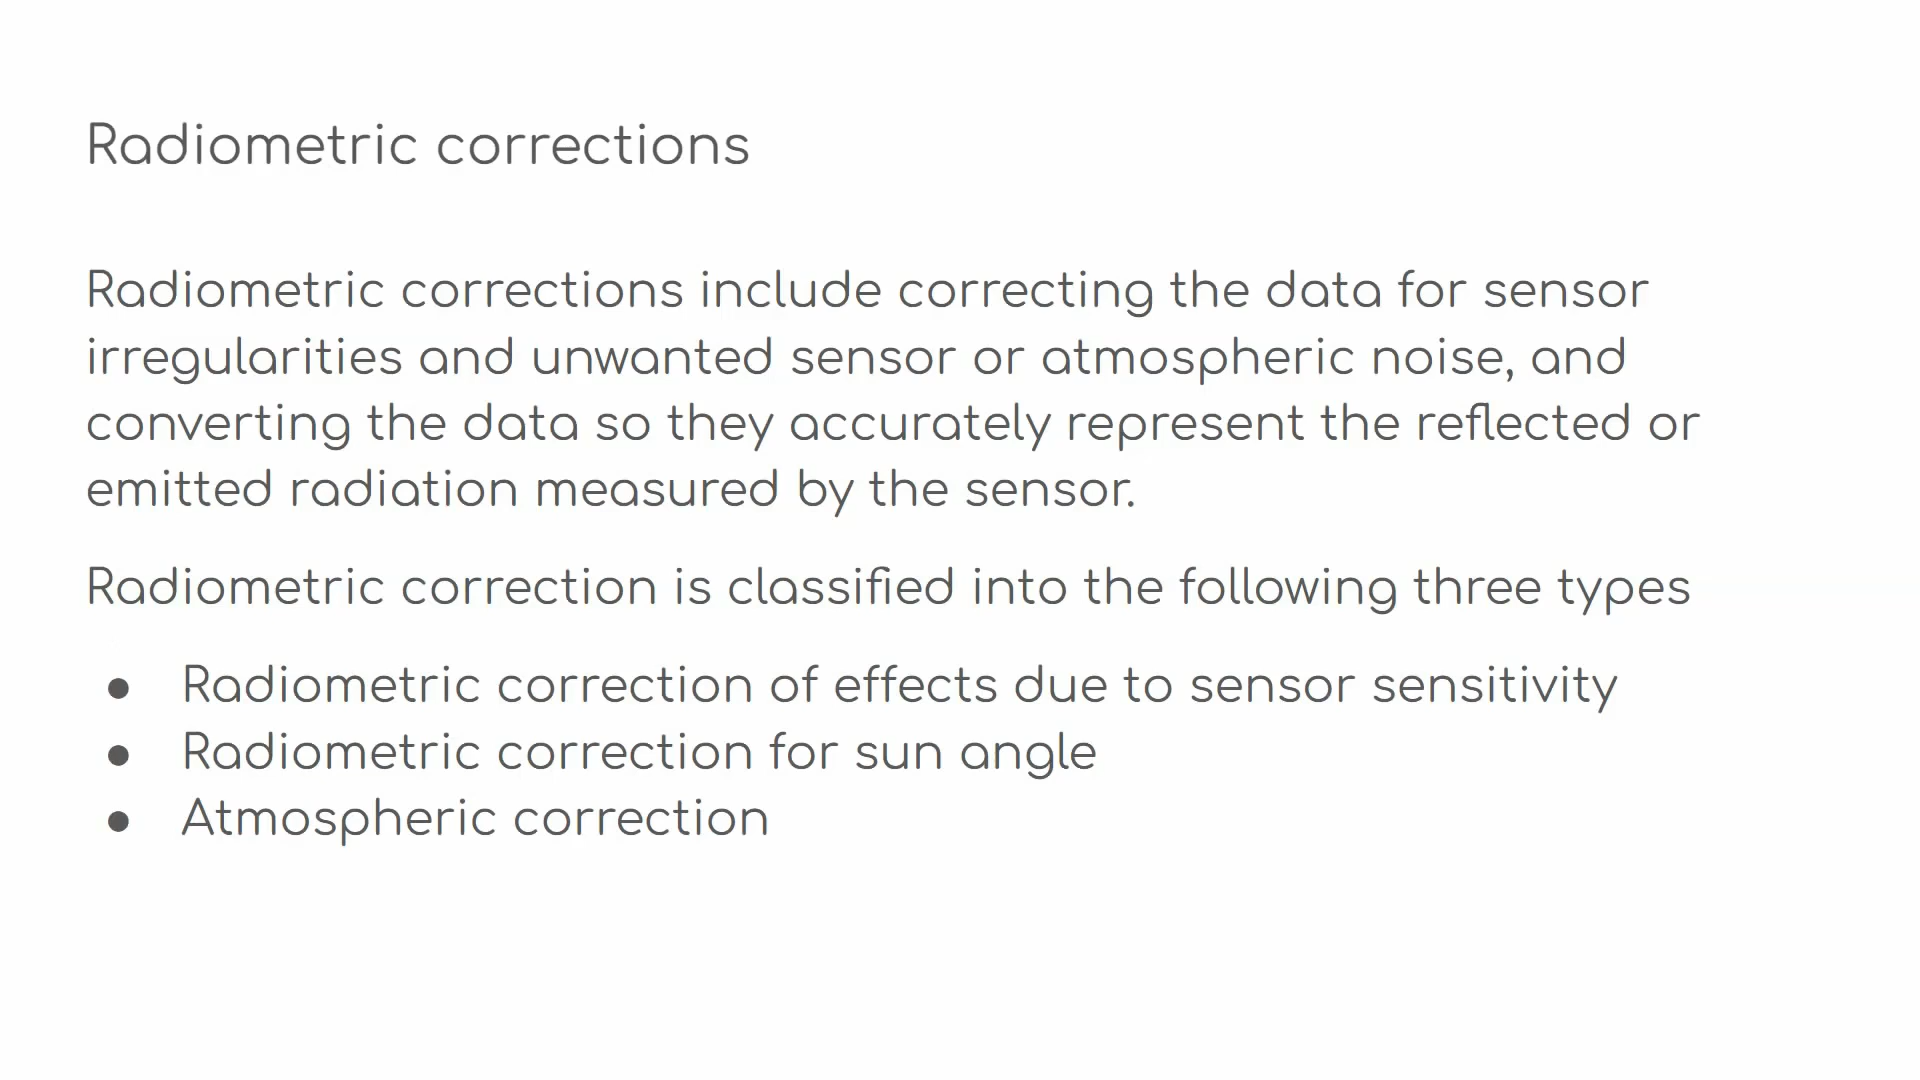 Radiometric corrections
Radiometric corrections include correcting the data for sensor
irregularities and unwanted sensor or atmospheric noise, and
converting the data so they accurately represent the reflected or
emitted radiation measured by the sensor.
Radiometric correction is classified into the following three types
● Radiometric correction of effects due to sensor sensitivity
● Radiometric correction for sun angle
● Atmospheric correction